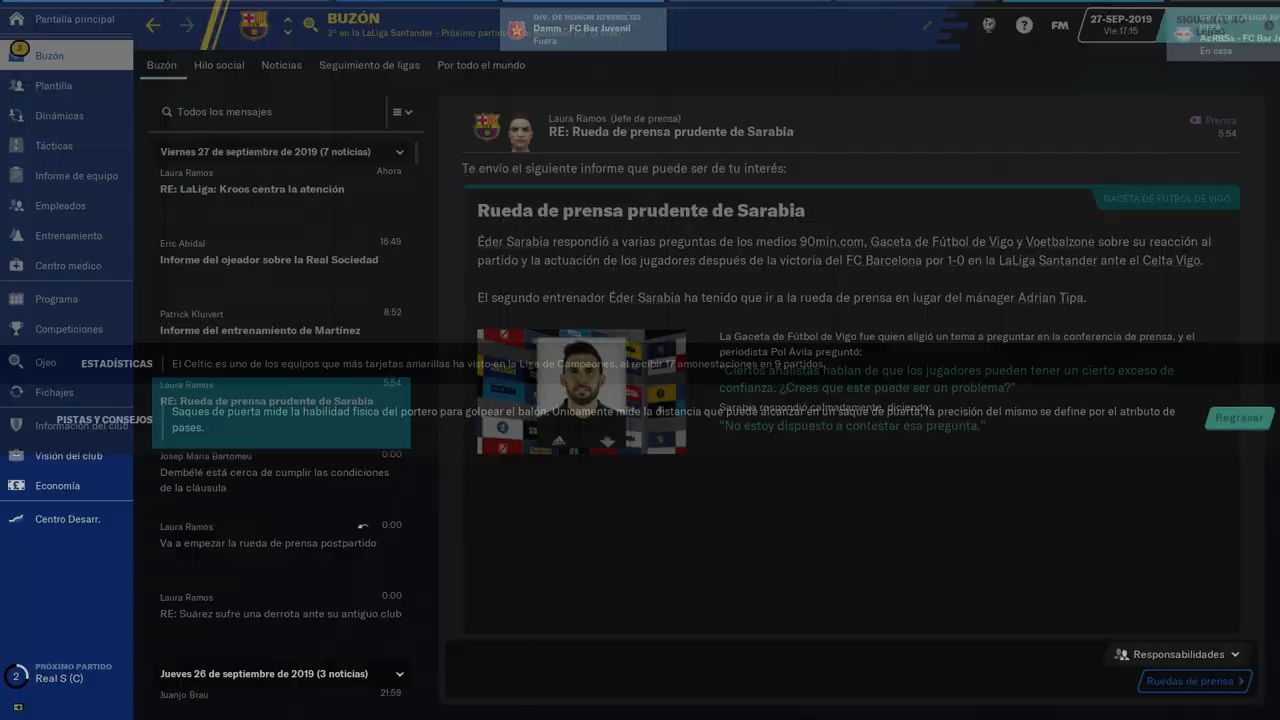 Pantalla principal
Buzón
3
Plantilla
Dinámicas
Tácticas
Informe de equipo
Empleados
Entrenamiento
Centro medico
Programa
Competiciones
Ojeo
Fichajes
Información del club
Visión del club
Economía
Centro Desarr.
PRÓXIMO PARTIDO
2
Real S (C)
BUZÓN
3º en la LaLiga Santander - Próximo partido
DIV. DE HONOR JUVENIL G3
Damm - FC Bar Juvenil
Fuera
FM
27-SEP-2019
Vie 17:15
En casa
Buzón
Hilo social
Noticias
Seguimiento de ligas
Por todo el mundo
Todos los mensajes
Viernes 27 de septiembre de 2019 (7 noticias)
Laura Ramos
Ahora
RE: LaLiga: Kroos centra la atención
Eric Abidal
16:49
Informe del ojeador sobre la Real Sociedad
Patrick Kluivert
8:52
Informe del entrenamiento de Martínez
Laura Ramos
5:54
RE: Rueda de prensa prudente de Sarabia
Josep Maria Bartomeu
0:00
Dembélé está cerca de cumplir las condiciones
de la cláusula
Laura Ramos
0:00
Va a empezar la rueda de prensa postpartido
Laura Ramos
0:00
RE: Suárez sufre una derrota ante su antiguo club
Jueves 26 de septiembre de 2019 (3 noticias)
Juanjo Brau
21:59
Laura Ramos (Jefe de prensa)
RE: Rueda de prensa prudente de Sarabia
Prensa
5:54
Te envío el siguiente informe que puede ser de tu interés:
GACETA DE FÚTBOL DE VIGO
Rueda de prensa prudente de Sarabia
Éder Sarabia respondió a varias preguntas de los medios 90min.com, Gaceta de Fútbol de Vigo y Voetbalzone sobre su reacción al
partido y la actuación de los jugadores después de la victoria del FC Barcelona por 1-0 en la LaLiga Santander ante el Celta Vigo.
El segundo entrenador Éder Sarabia ha tenido que ir a la rueda de prensa en lugar del mánager Adrian Tipa.
La Gaceta de Fútbol de Vigo fue quien eligió un tema a preguntar en la conferencia de prensa, y el
periodista Pol Ávila preguntó:
"Ciertos analistas hablan de que los jugadores pueden tener un cierto exceso de
confianza. ¿Crees que este puede ser un problema?"
Sarabia respondió calmadamente, diciendo:
"No estoy dispuesto a contestar esa pregunta."
ESTADÍSTICAS
El Celtic es uno de los equipos que más tarjetas amarillas ha visto en la Liga de Campeones, al recibir 17 amonestaciones en 9 partidos.
PISTAS Y CONSEJOS
Saques de puerta mide la habilidad física del portero para golpear el balón. Únicamente mide la distancia que puede alcanzar en un saque de puerta, la precisión del mismo se define por el atributo de
pases.
Regresar
Responsabilidades
Ruedas de prensa